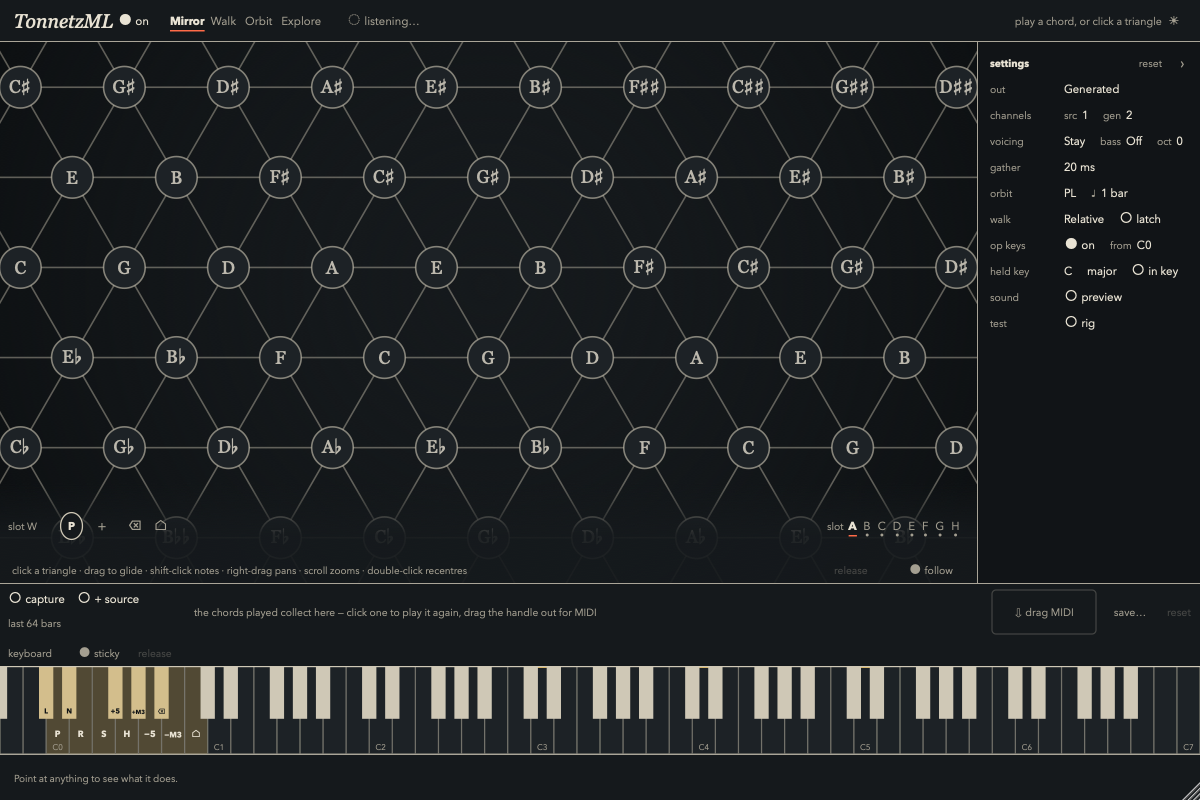 TonnetzML on Mirror Walk Orbit Explore listening... play a chord, or click a triangle
settings reset ›
out Generated
channels src 1 gen 2
voicing Stay bass Off oct 0
gather 20 ms
orbit PL ♩ 1 bar
walk Relative latch
op keys on from C0
held key C major in key
sound preview
test rig
C♯ G♯ D♯ A♯ E♯ B♯ F♯♯ C♯♯ G♯♯ D♯♯
E B F♯ C♯ G♯ D♯ A♯ E♯ B♯
C G D A E B F♯ C♯ G♯ D♯
E♭ B♭ F C G D A E B
C♭ G♭ D♭ A♭ E♭ B♭ F C G D
B♭♭ F♭ C♭ G♭ D♭ A♭ E♭ B♭
slot W P + slot A B C D E F G H
click a triangle · drag to glide · shift-click notes · right-drag pans · scroll zooms · double-click recentres release follow
capture + source
last 64 bars
the chords played collect here – click one to play it again, drag the handle out for MIDI
⇩ drag MIDI save... reset
keyboard sticky release
L N +5 +M3
P R S H −5 −M3
C0 C1 C2 C3 C4 C5 C6 C7
Point at anything to see what it does.